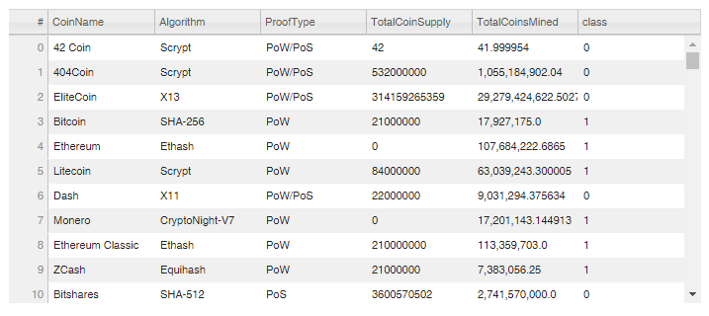 # CoinName Algorithm ProofType TotalCoinSupply TotalCoinsMined class
0 42 Coin Scrypt PoW/PoS 42 41.999954 0
1 404Coin Scrypt PoW/PoS 532000000 1,055,184,902.04 0
2 EliteCoin X13 PoW/PoS 314159265359 29,279,424,622.5027 0
3 Bitcoin SHA-256 PoW 21000000 17,927,175.0 1
4 Ethereum Ethash PoW 0 107,684,222.6865 1
5 Litecoin Scrypt PoW 84000000 63,039,243.300005 1
6 Dash X11 PoW/PoS 22000000 9,031,294.375634 0
7 Monero CryptoNight-V7 PoW 0 17,201,143.144913 1
8 Ethereum Classic Ethash PoW 210000000 113,359,703.0 1
9 ZCash Equihash PoW 21000000 7,383,056.25 1
10 Bitshares SHA-512 PoS 3600570502 2,741,570,000.0 0